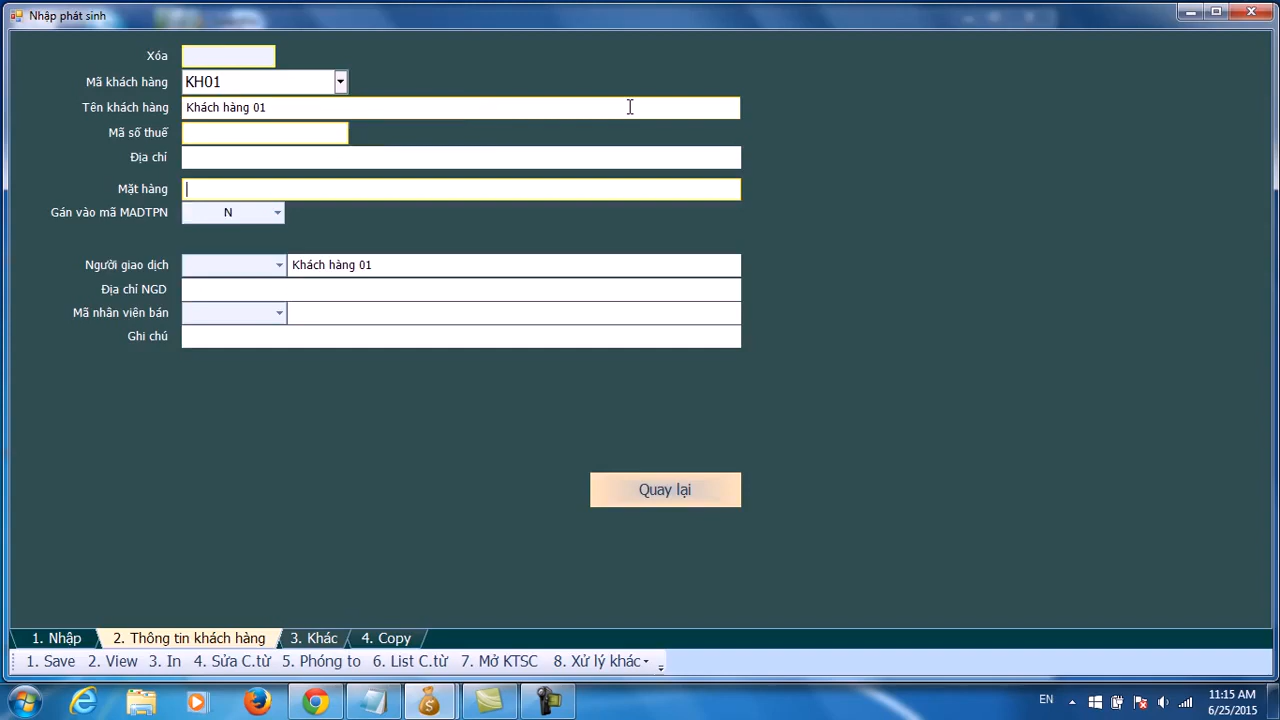 Nhập phát sinh
Xóa
Mã khách hàng KH01
Tên khách hàng Khách hàng 01
Mã số thuế
Địa chỉ
Mặt hàng
Gán vào mã MADTPN N
Người giao dịch Khách hàng 01
Địa chỉ NGD
Mã nhân viên bán
Ghi chú
Quay lại
1. Nhập 2. Thông tin khách hàng 3. Khác 4. Copy
1. Save 2. View 3. In 4. Sửa C.từ 5. Phóng to 6. List C.từ 7. Mở KTSC 8. Xử lý khác
EN 11:15 AM
6/25/2015